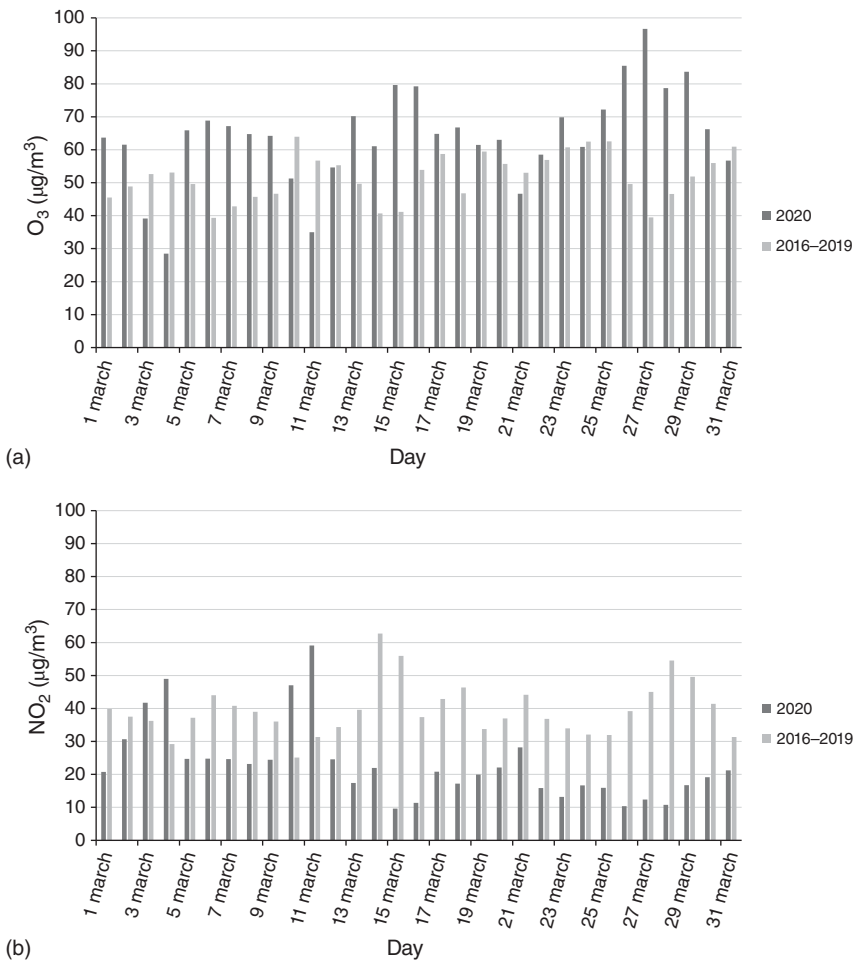 100
90
80
70
60
50
40
30
20
10
0
O3 (µg/m3)
1 march
3 march
5 march
7 march
9 march
11 march
13 march
15 march
17 march
19 march
21 march
23 march
25 march
27 march
29 march
31 march
Day
2020
2016–2019
(a)
100
90
80
70
60
50
40
30
20
10
0
NO2 (µg/m3)
1 march
3 march
5 march
7 march
9 march
11 march
13 march
15 march
17 march
19 march
21 march
23 march
25 march
27 march
29 march
31 march
Day
2020
2016–2019
(b)